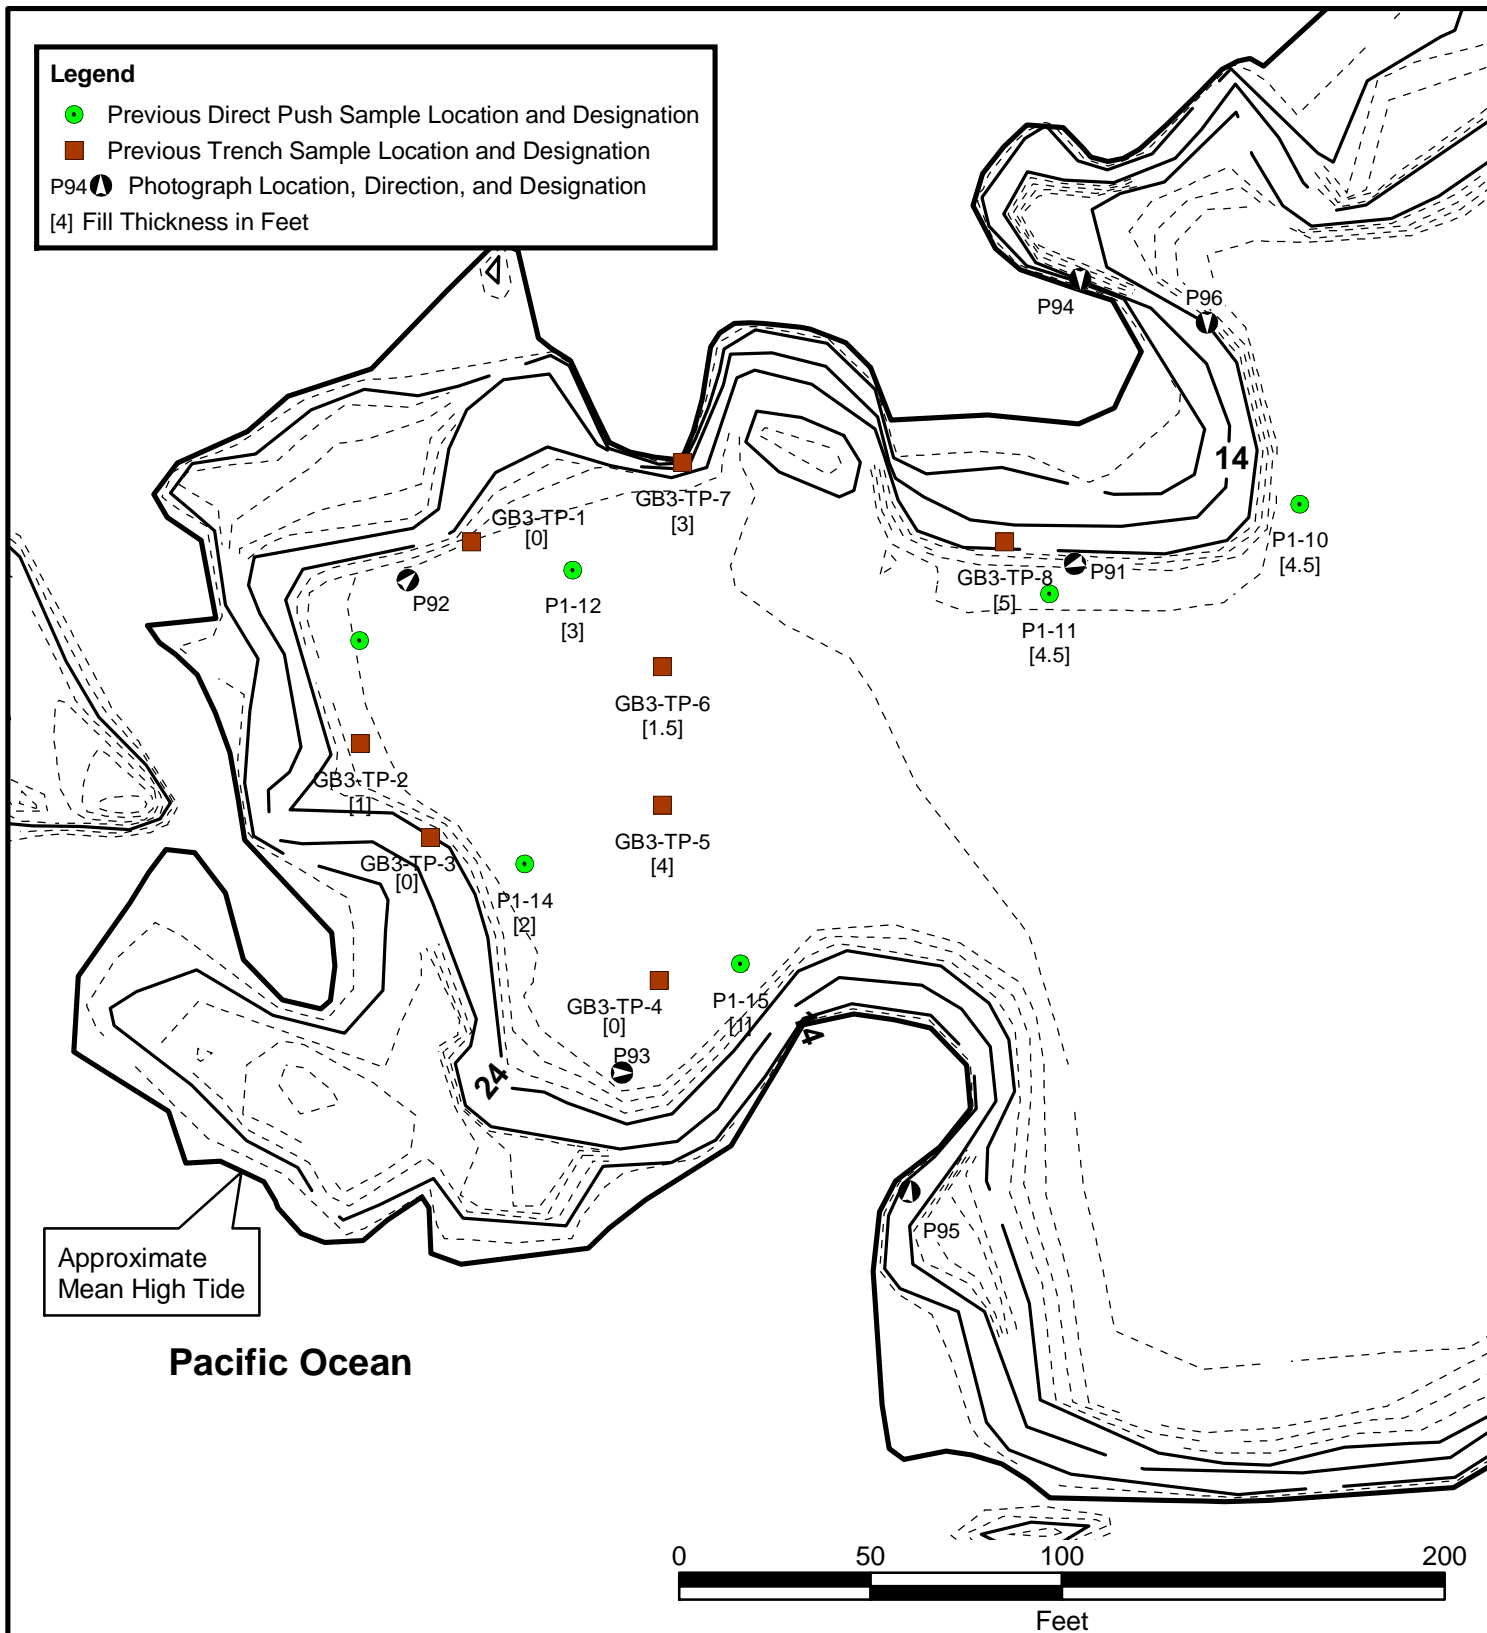 Legend
Previous Direct Push Sample Location and Designation
Previous Trench Sample Location and Designation
P94 Photograph Location, Direction, and Designation
[4] Fill Thickness in Feet
P94
P96
14
GB3-TP-7
[3]
GB3-TP-1
[0]
P1-10
[4.5]
P92
P1-12
[3]
GB3-TP-8
[5]
P91
P1-11
[4.5]
GB3-TP-6
[1.5]
GB3-TP-2
[1]
GB3-TP-5
[4]
GB3-TP-3
[0]
P1-14
[2]
GB3-TP-4
[0]
P1-15
[1]
P93
24
P95
Approximate
Mean High Tide
Pacific Ocean
0 50 100 200
Feet